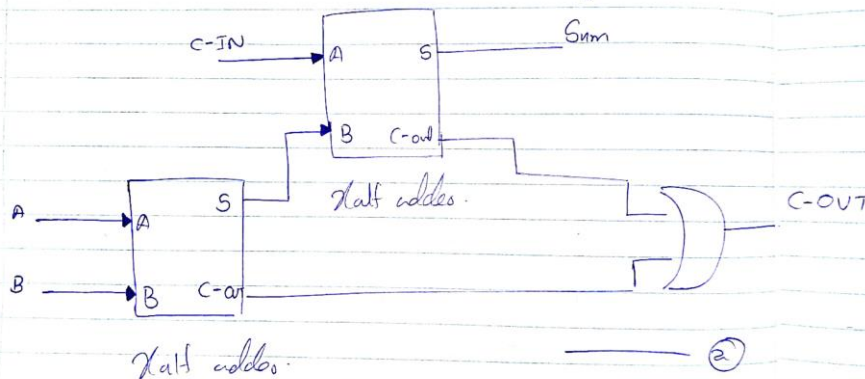 C-IN
A S Sum
B C-out
Half adder.
A A S
B B C-out
C-OUT
Half adder.
2